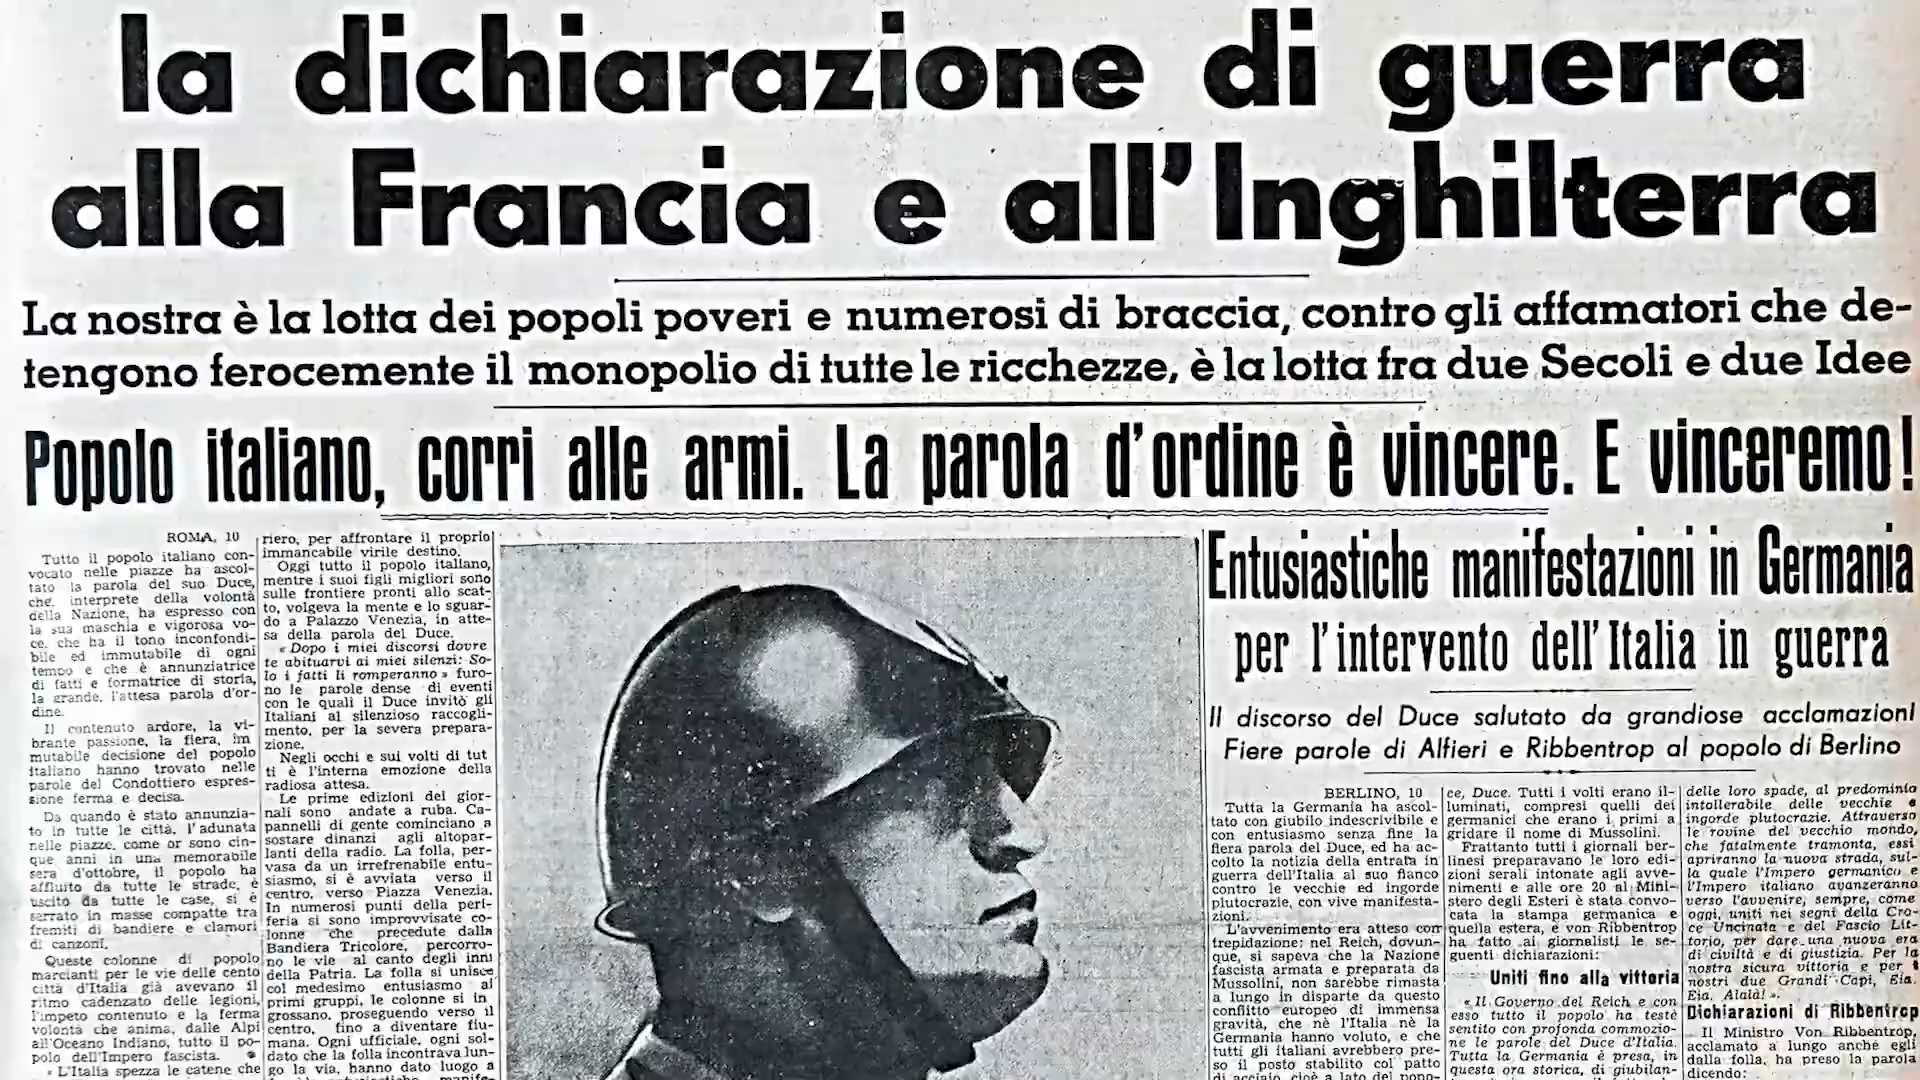 la dichiarazione di guerra
alla Francia e all'Inghilterra
La nostra è la lotta dei popoli poveri e numerosi di braccia, contro gli affamatori che de-
tengono ferocemente il monopolio di tutte le ricchezze, è la lotta fra due Secoli e due Idee
Popolo italiano, corri alle armi. La parola d'ordine è vincere. E vinceremo!
ROMA, 10
Tutto il popolo italiano con-
vocato nelle piazze ha ascol-
tato la parola del suo Duce,
che, interprete della volontà
della Nazione, ha espresso con
la sua maschia e vigorosa vo-
ce, che ha il tono inconfondi-
bile ed immutabile di ogni
tempo e che è annunziatrice
di fatti e formatrice di storia,
la grande, l'attesa parola d'or-
dine.
Il contenuto ardore, la vi-
brante passione, la fiera, im
mutabile decisione del popolo
italiano hanno trovato nelle
parole del Condottiero espres-
sione ferma e decisa.
Da quando è stato annunzia-
to in tutte le città, l'adunata
nelle piazze, come or sono cin-
que anni in una memorabile
sera d'ottobre, il popolo ha
affluito da tutte le strade, è
uscito da tutte le case, si è
serrato in masse compatte tra
fremiti di bandiere e clamori
di canzoni.
Queste colonne di popolo
marcianti per le vie delle cento
città d'Italia già avevano il
ritmo cadenzato delle legioni,
l'impeto contenuto e la ferma
volontà che anima, dalle Alpi
all'Oceano Indiano, tutto il po-
polo dell'Impero fascista.
« L'Italia spezza le catene che
riero, per affrontare il proprio
immancabile virile destino.
Oggi tutto il popolo italiano,
mentre i suoi figli migliori sono
sulle frontiere pronti allo scat-
to, volgeva la mente e lo sguar-
do a Palazzo Venezia, in atte-
sa della parola del Duce.
« Dopo i miei discorsi dovre
te abituarvi ai miei silenzi: So-
lo i fatti li romperanno » furo-
no le parole dense di eventi
con le quali il Duce invitò gli
Italiani al silenzioso raccogli-
mento, per la severa prepara-
zione.
Negli occhi e sui volti di tut
ti è l'interna emozione della
radiosa attesa.
Le prime edizioni dei gior-
nali sono andate a ruba. Ca-
pannelli di gente cominciano a
sostare dinanzi agli altopar-
lanti della radio. La folla, per-
vasa da un irrefrenabile entu-
siasmo, si è avviata verso il
centro, verso Piazza Venezia.
In numerosi punti della peri-
feria si sono improvvisate co-
lonne che precedute dalla
Bandiera Tricolore, percorro-
no le vie al canto degli inni
della Patria. La folla si unisce
col medesimo entusiasmo ai
primi gruppi, le colonne si in
grossano, proseguendo verso il
centro, fino a diventare fiu-
mana. Ogni ufficiale, ogni sol-
dato che la folla incontrava lun-
go la via, hanno dato luogo a
Entusiastiche manifestazioni in Germania
per l'intervento dell'Italia in guerra
Il discorso del Duce salutato da grandiose acclamazioni
Fiere parole di Alfieri e Ribbentrop al popolo di Berlino
BERLINO, 10
Tutta la Germania ha ascol-
tato con giubilo indescrivibile e
con entusiasmo senza fine la
fiera parola del Duce, ed ha ac-
colto la notizia della entrata in
guerra dell'Italia al suo fianco
contro le vecchie ed ingorde
plutocrazie, con vive manifesta-
zioni.
L'avvenimento era atteso con
trepidazione: nel Reich, dovun-
que, si sapeva che la Nazione
fascista armata e preparata da
Mussolini, non sarebbe rimasta
a lungo in disparte da questo
conflitto europeo di immensa
gravità, che nè l'Italia nè la
Germania hanno voluto, e che
tutti gli italiani avrebbero pre-
so il posto stabilito col patto
di acciaio, cioè a lato del popo-
ce, Duce. Tutti i volti erano il-
luminati, compresi quelli dei
germanici che erano i primi a
gridare il nome di Mussolini.
Frattanto tutti i giornali ber-
linesi preparavano le loro edi-
zioni serali intonate agli avve-
nimenti e alle ore 20 al Mini-
stero degli Esteri è stata convo-
cata la stampa germanica e
quella estera, e von Ribbentrop
ha fatto ai giornalisti le se-
guenti dichiarazioni:
Uniti fino alla vittoria
« Il Governo del Reich e con
esso tutto il popolo ha testè
sentito con profonda commozio-
ne le parole del Duce d'Italia.
Tutta la Germania è presa, in
questa ora storica, di giubilan-
delle loro spade, al predominio
intollerabile delle vecchie e
ingorde plutocrazie. Attraverso
le rovine del vecchio mondo,
che fatalmente tramonta, essi
apriranno la nuova strada, sul-
la quale l'Impero germanico e
l'Impero italiano avanzeranno
verso l'avvenire, sempre, come
oggi, uniti nei segni della Cro-
ce Uncinata e del Fascio Lit-
torio, per dare una nuova era
di civiltà e di giustizia. Per la
nostra sicura vittoria e per i
nostri due Grandi Capi, Eia.
Eia, Alalà! ».
Dichiarazioni di Ribbentrop
Il Ministro Von Ribbentrop,
acclamato a lungo anche egli
dalla folla, ha preso la parola
dicendo: